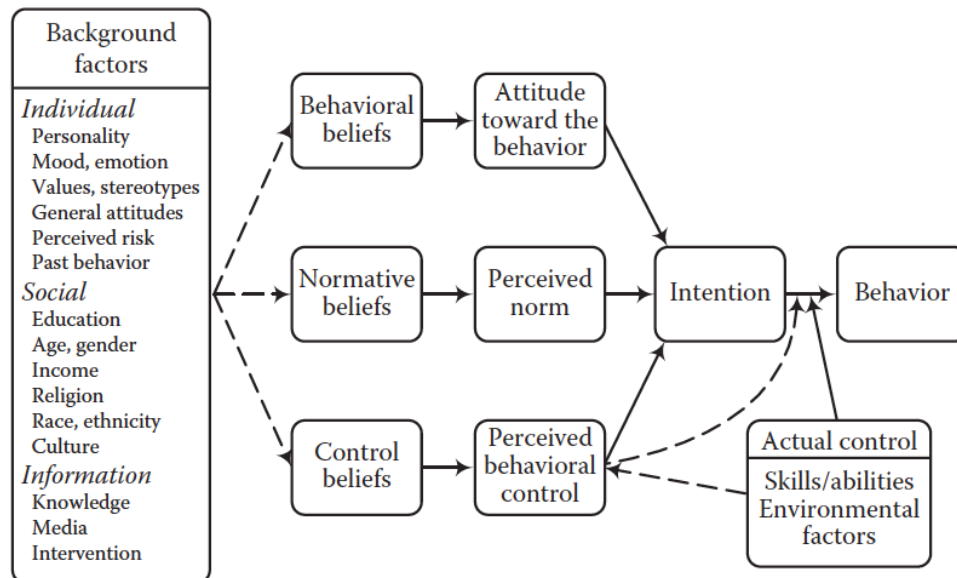 Background
factors
Individual
Personality
Mood, emotion
Values, stereotypes
General attitudes
Perceived risk
Past behavior
Social
Education
Age, gender
Income
Religion
Race, ethnicity
Culture
Information
Knowledge
Media
Intervention
Behavioral
beliefs
Attitude
toward the
behavior
Normative
beliefs
Perceived
norm
Intention
Behavior
Control
beliefs
Perceived
behavioral
control
Actual control
Skills/abilities
Environmental
factors